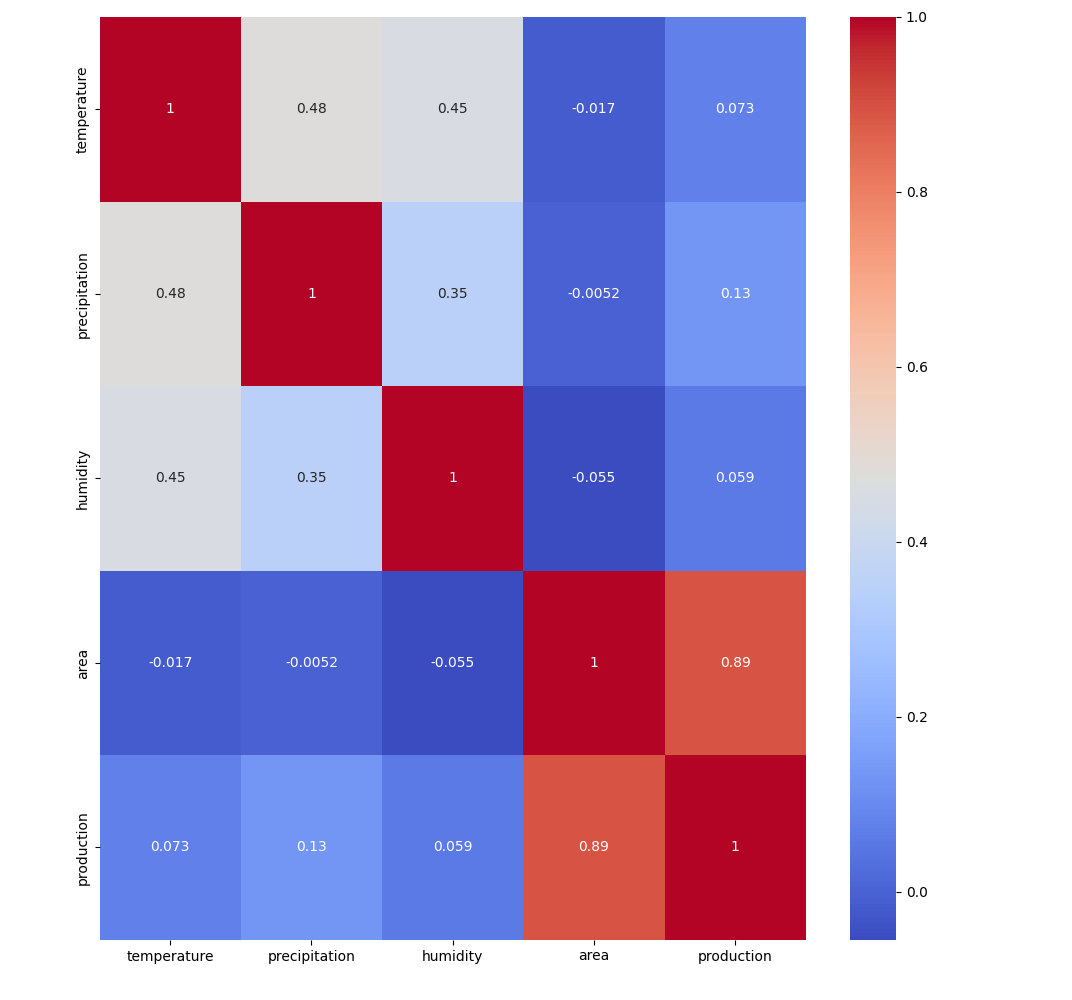 temperature 1 0.48 0.45 -0.017 0.073
precipitation 0.48 1 0.35 -0.0052 0.13
humidity 0.45 0.35 1 -0.055 0.059
area -0.017 -0.0052 -0.055 1 0.89
production 0.073 0.13 0.059 0.89 1
temperature precipitation humidity area production
1.0
0.8
0.6
0.4
0.2
0.0